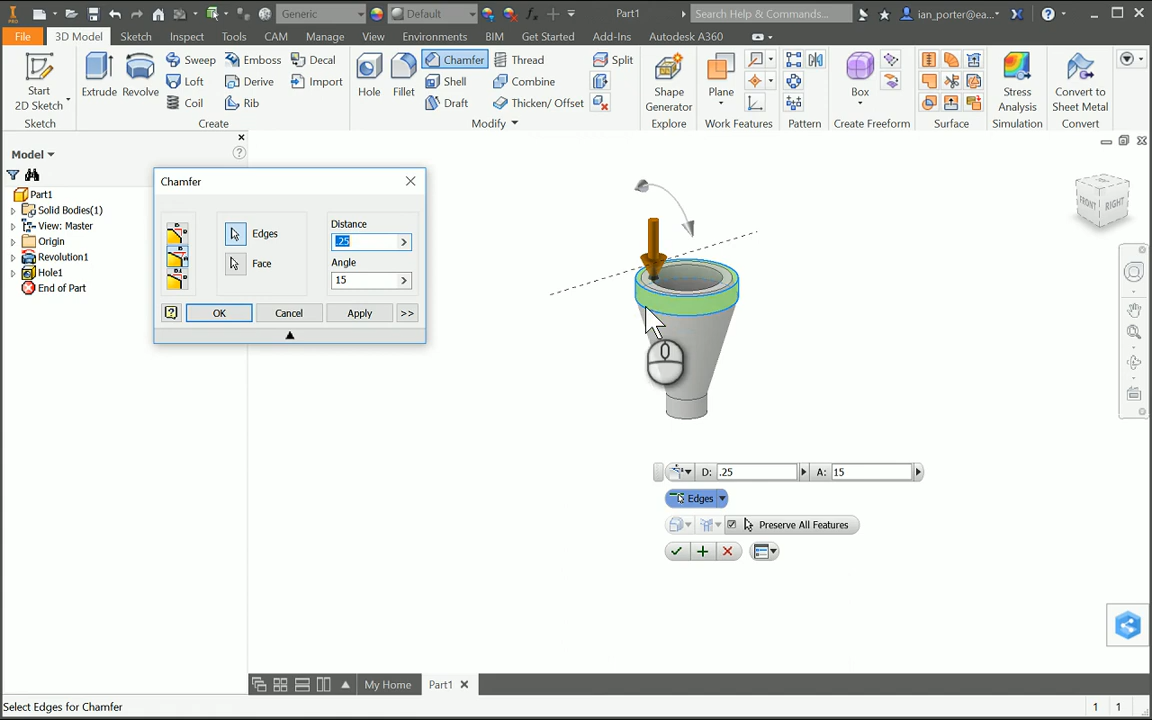 PRO Generic Default Part1 Search Help & Commands... ian_porter@ea...
File 3D Model Sketch Inspect Tools CAM Manage View Environments BIM Get Started Add-Ins Autodesk A360
Start 2D Sketch Extrude Revolve Sweep Emboss Decal Hole Fillet Chamfer Thread Split Shape Generator Plane Box Stress Analysis Convert to Sheet Metal
Loft Derive Import Shell Combine
Coil Rib Draft Thicken/ Offset
Sketch Create Modify Explore Work Features Pattern Create Freeform Surface Simulation Convert
Model
Part1
Solid Bodies(1)
View: Master
Origin
Revolution1
Hole1
End of Part
Chamfer
Distance
Edges .25
Face Angle
15
OK Cancel Apply >>
FRONT RIGHT
D: .25 A: 15
Edges
Preserve All Features
My Home Part1
Select Edges for Chamfer 1 1